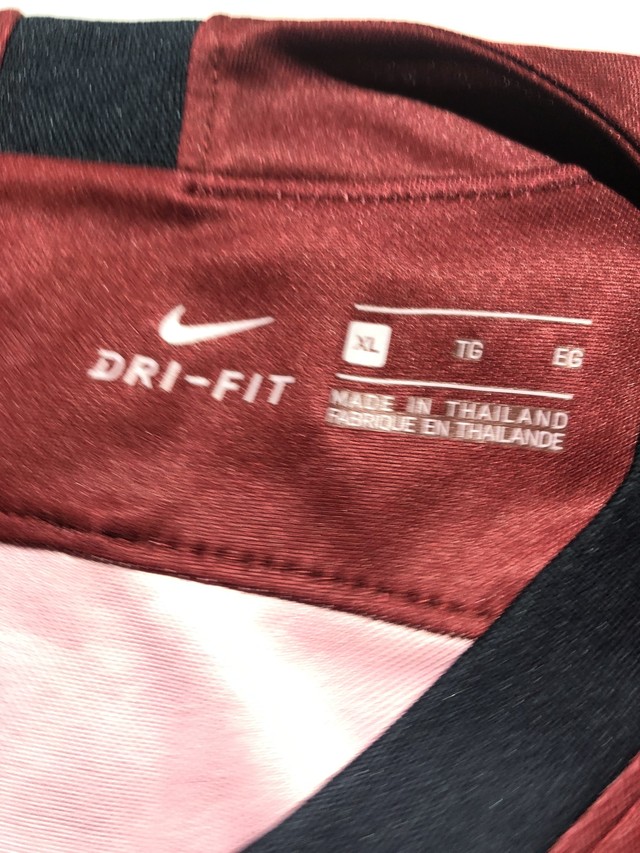 DRI-FIT
XL TG EG
MADE IN THAILAND
FABRIQUE EN THAILANDE